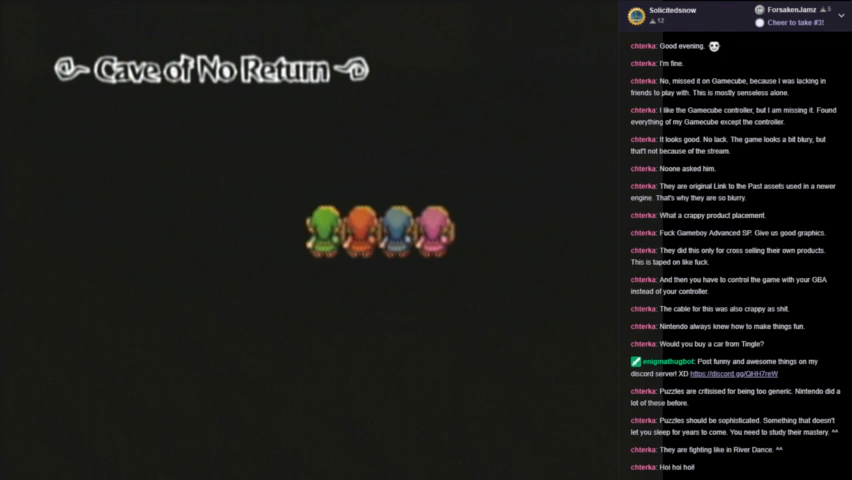 Cave of No Return
Solicitedsnow
12
ForsakenJamz 5
Cheer to take #3!
chterka: Good evening.
chterka: I'm fine.
chterka: No, missed it on Gamecube, because I was lacking in
friends to play with. This is mostly senseless alone.
chterka: I like the Gamecube controller, but I am missing it. Found
everything of my Gamecube except the controller.
chterka: It looks good. No lack. The game looks a bit blury, but
that't not because of the stream.
chterka: Noone asked him.
chterka: They are original Link to the Past assets used in a newer
engine. That's why they are so blurry.
chterka: What a crappy product placement.
chterka: Fuck Gameboy Advanced SP. Give us good graphics.
chterka: They did this only for cross selling their own products.
This is taped on like fuck.
chterka: And then you have to control the game with your GBA
instead of your controller.
chterka: The cable for this was also crappy as shit.
chterka: Nintendo always knew how to make things fun.
chterka: Would you buy a car from Tingle?
enigmathugbot: Post funny and awesome things on my
discord server! XD https://discord.gg/QHH7reW
chterka: Puzzles are critisised for being too generic. Nintendo did a
lot of these before.
chterka: Puzzles should be sophisticated. Something that doesn't
let you sleep for years to come. You need to study their mastery. ^^
chterka: They are fighting like in River Dance. ^^
chterka: Hoi hoi hoi!